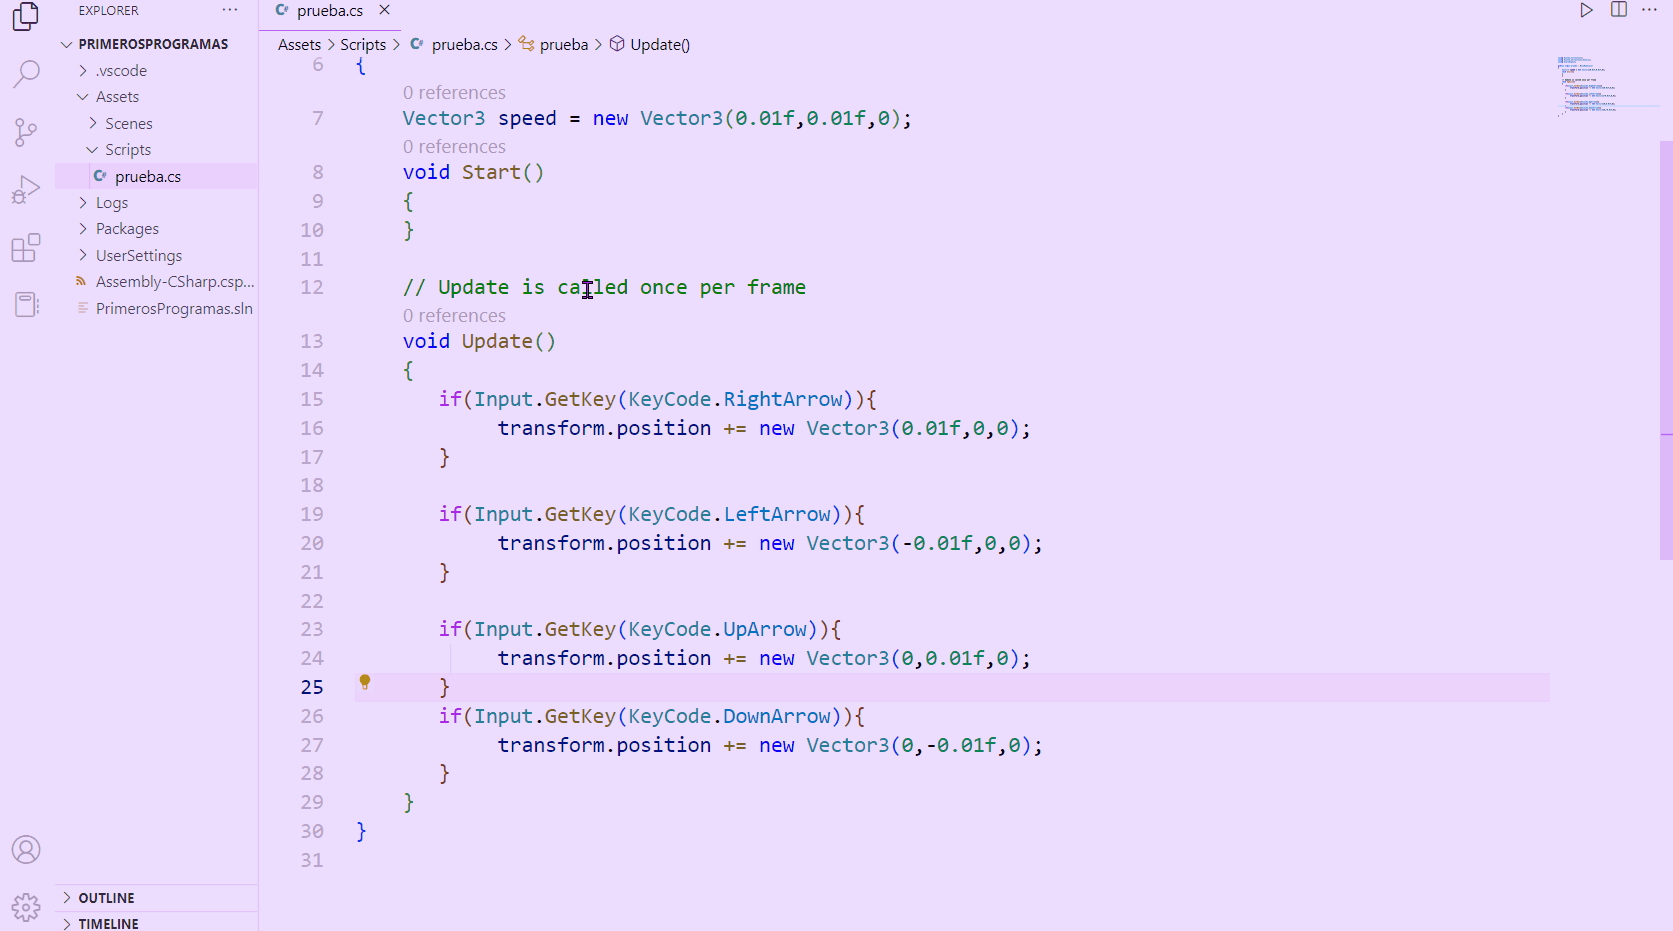 EXPLORER
prueba.cs
PRIMEROSPROGRAMAS
.vscode
Assets
Scenes
Scripts
prueba.cs
Logs
Packages
UserSettings
Assembly-CSharp.csp...
PrimerosProgramas.sln
OUTLINE
TIMELINE
Assets > Scripts > prueba.cs > prueba > Update()
6 {
0 references
7 Vector3 speed = new Vector3(0.01f,0.01f,0);
0 references
8 void Start()
9 {
10 }
11
12 // Update is called once per frame
0 references
13 void Update()
14 {
15 if(Input.GetKey(KeyCode.RightArrow)){
16 transform.position += new Vector3(0.01f,0,0);
17 }
18
19 if(Input.GetKey(KeyCode.LeftArrow)){
20 transform.position += new Vector3(-0.01f,0,0);
21 }
22
23 if(Input.GetKey(KeyCode.UpArrow)){
24 transform.position += new Vector3(0,0.01f,0);
25 }
26 if(Input.GetKey(KeyCode.DownArrow)){
27 transform.position += new Vector3(0,-0.01f,0);
28 }
29 }
30 }
31